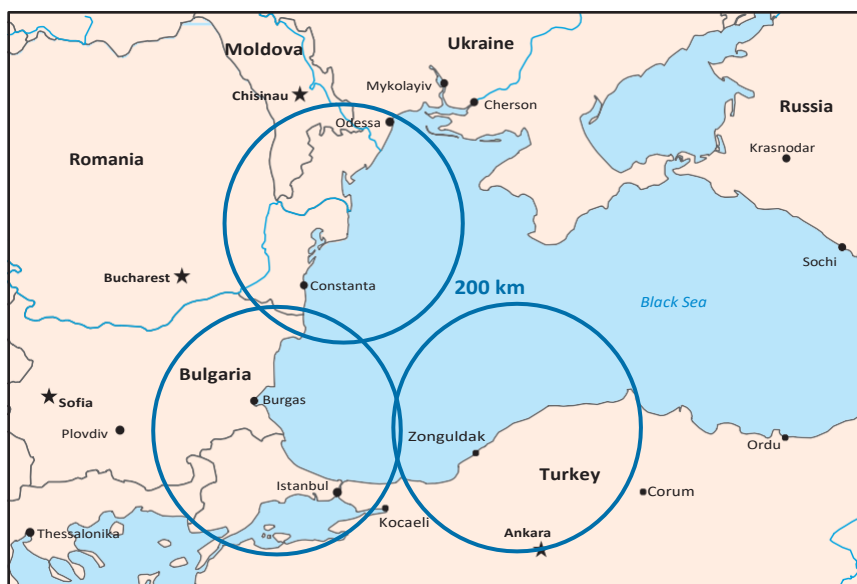 Ukraine
Moldova
Mykolayiv
Chisinau
Cherson
Russia
Odessa
Krasnodar
Romania
Sochi
Bucharest
Constanta
200 km
Black Sea
Bulgaria
Sofia
Burgas
Plovdiv
Zonguldak
Ordu
Turkey
Istanbul
Corum
Kocaeli
Ankara
Thessalonika